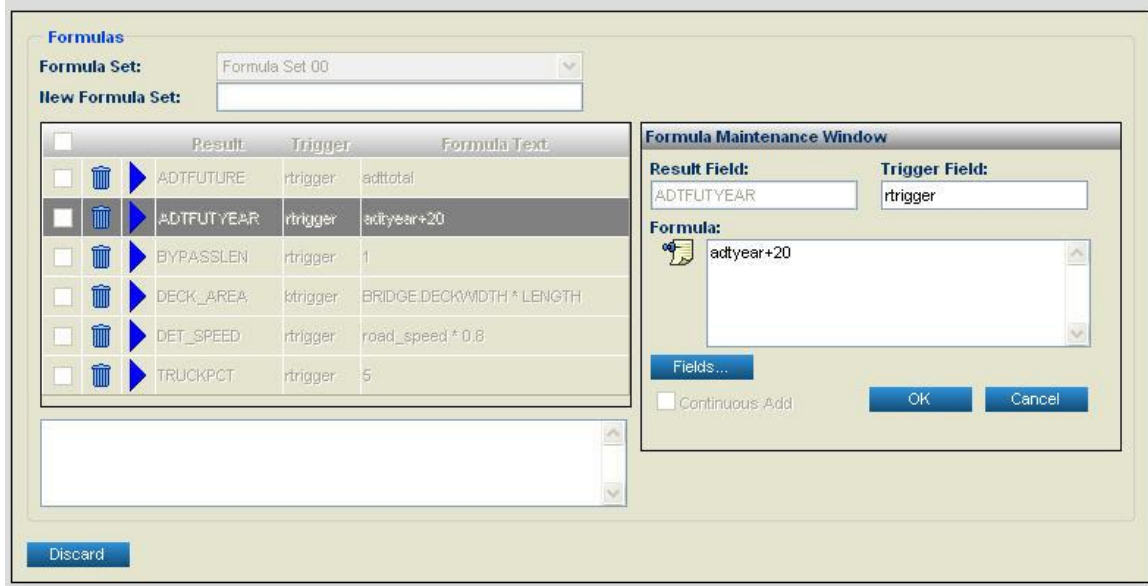 Formulas
Formula Set: Formula Set 00
New Formula Set:
Result Trigger Formula Text
ADTFUTURE rtrigger adttotal
ADTFUTYEAR rtrigger adtyear+20
BYPASSLEN rtrigger 1
DECK_AREA btrigger BRIDGE.DECKWIDTH * LENGTH
DET_SPEED rtrigger road_speed * 0.8
TRUCKPCT rtrigger 5
Formula Maintenance Window
Result Field: Trigger Field:
ADTFUTYEAR rtrigger
Formula:
adtyear+20
Fields...
Continuous Add OK Cancel
Discard